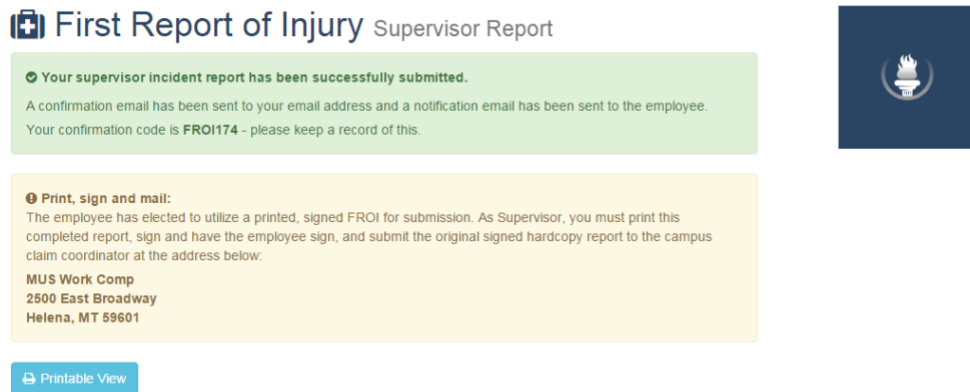 First Report of Injury Supervisor Report
Your supervisor incident report has been successfully submitted.
A confirmation email has been sent to your email address and a notification email has been sent to the employee.
Your confirmation code is FROI174 - please keep a record of this.
Print, sign and mail:
The employee has elected to utilize a printed, signed FROI for submission. As Supervisor, you must print this
completed report, sign and have the employee sign, and submit the original signed hardcopy report to the campus
claim coordinator at the address below:
MUS Work Comp
2500 East Broadway
Helena, MT 59601
Printable View